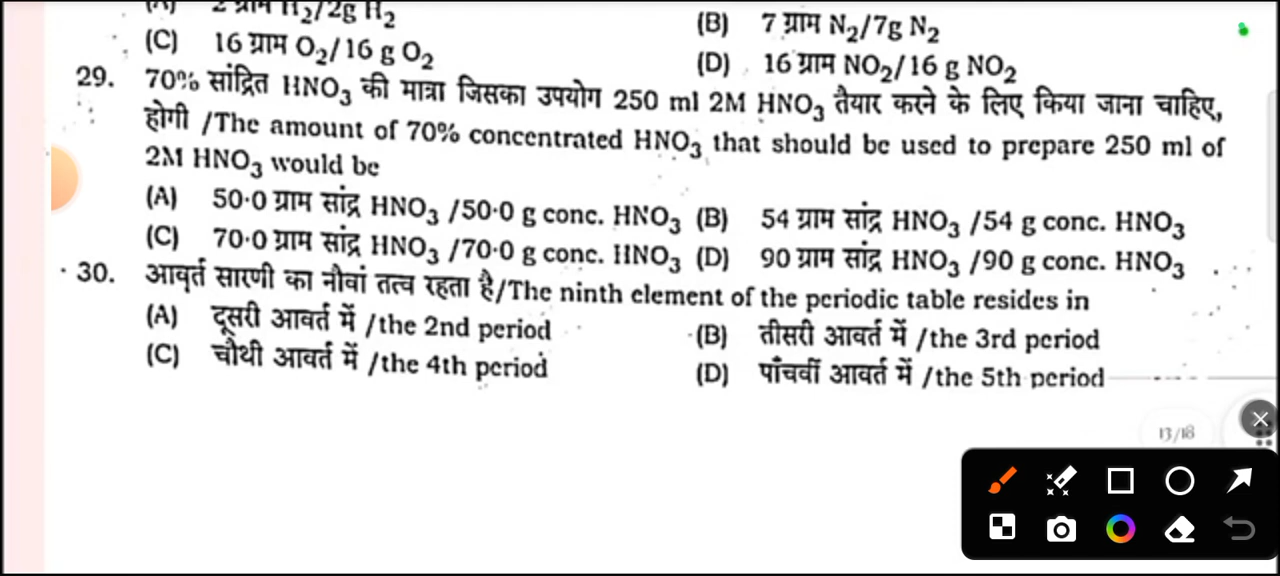 (A) 2 ग्राम H₂/2g H₂
(B) 7 ग्राम N₂/7g N₂
(C) 16 ग्राम O₂/16 g O₂
(D) 16 ग्राम NO₂/16 g NO₂
29. 70% सांद्रित HNO₃ की मात्रा जिसका उपयोग 250 ml 2M HNO₃ तैयार करने के लिए किया जाना चाहिए,
होगी /The amount of 70% concentrated HNO₃ that should be used to prepare 250 ml of
2M HNO₃ would be
(A) 50·0 ग्राम सांद्र HNO₃ /50·0 g conc. HNO₃ (B) 54 ग्राम सांद्र HNO₃ /54 g conc. HNO₃
(C) 70·0 ग्राम सांद्र HNO₃ /70·0 g conc. HNO₃ (D) 90 ग्राम सांद्र HNO₃ /90 g conc. HNO₃
30. आवृर्त सारणी का नौवां तत्व रहता है/The ninth element of the periodic table resides in
(A) दूसरी आवर्त में /the 2nd period (B) तीसरी आवर्त में /the 3rd period
(C) चौथी आवर्त में /the 4th period (D) पाँचवीं आवर्त में /the 5th period
13/18